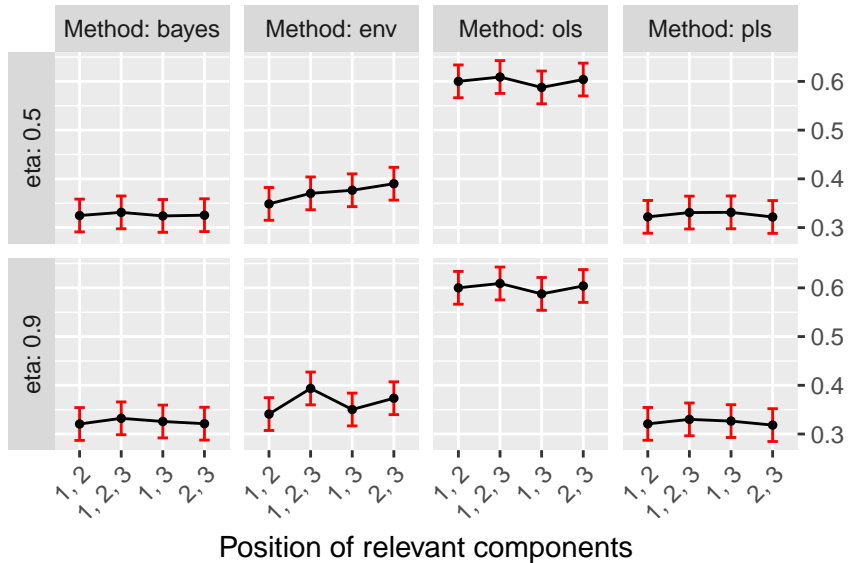 Method: bayes Method: env Method: ols Method: pls
eta: 0.5
0.6
0.5
0.4
0.3
eta: 0.9
0.6
0.5
0.4
0.3
1, 2 1, 2, 3 1, 3 2, 3 1, 2 1, 2, 3 1, 3 2, 3 1, 2 1, 2, 3 1, 3 2, 3 1, 2 1, 2, 3 1, 3 2, 3
Position of relevant components